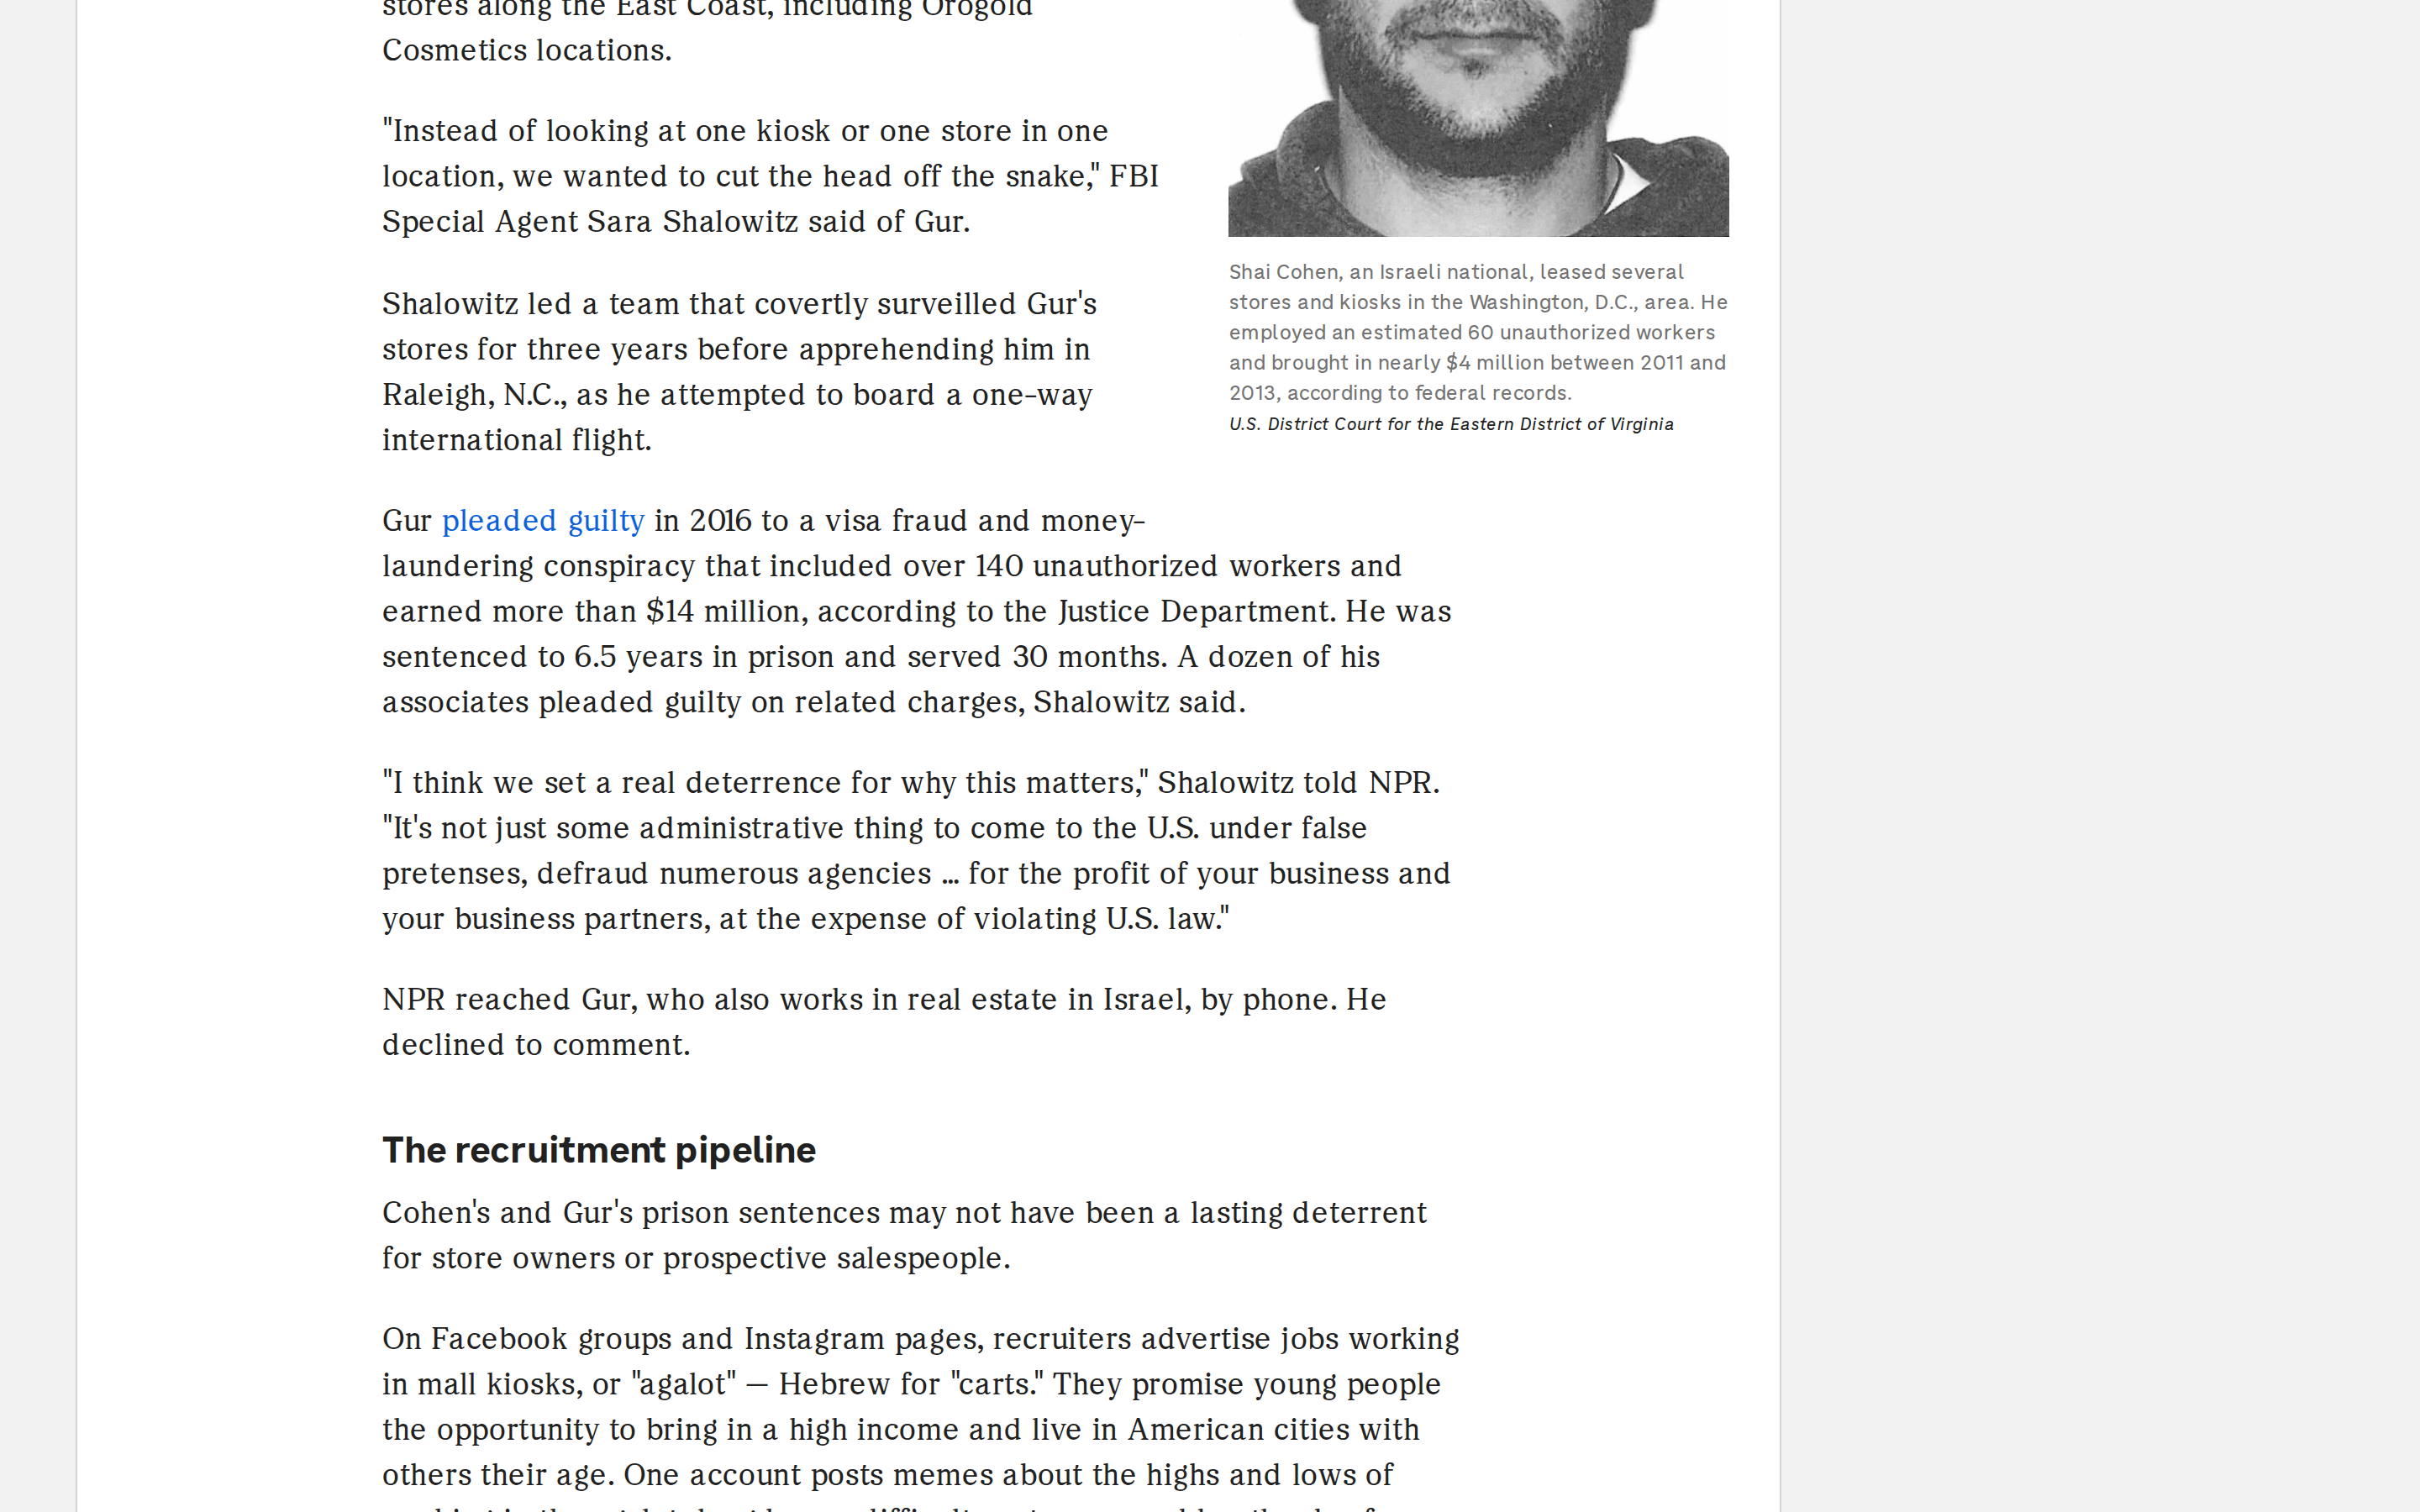 stores along the East Coast, including Orogold
Cosmetics locations.
"Instead of looking at one kiosk or one store in one
location, we wanted to cut the head off the snake," FBI
Special Agent Sara Shalowitz said of Gur.
Shalowitz led a team that covertly surveilled Gur's
stores for three years before apprehending him in
Raleigh, N.C., as he attempted to board a one-way
international flight.
Shai Cohen, an Israeli national, leased several
stores and kiosks in the Washington, D.C., area. He
employed an estimated 60 unauthorized workers
and brought in nearly $4 million between 2011 and
2013, according to federal records.
U.S. District Court for the Eastern District of Virginia
Gur pleaded guilty in 2016 to a visa fraud and money-
laundering conspiracy that included over 140 unauthorized workers and
earned more than $14 million, according to the Justice Department. He was
sentenced to 6.5 years in prison and served 30 months. A dozen of his
associates pleaded guilty on related charges, Shalowitz said.
"I think we set a real deterrence for why this matters," Shalowitz told NPR.
"It's not just some administrative thing to come to the U.S. under false
pretenses, defraud numerous agencies ... for the profit of your business and
your business partners, at the expense of violating U.S. law."
NPR reached Gur, who also works in real estate in Israel, by phone. He
declined to comment.
The recruitment pipeline
Cohen's and Gur's prison sentences may not have been a lasting deterrent
for store owners or prospective salespeople.
On Facebook groups and Instagram pages, recruiters advertise jobs working
in mall kiosks, or "agalot" — Hebrew for "carts." They promise young people
the opportunity to bring in a high income and live in American cities with
others their age. One account posts memes about the highs and lows of